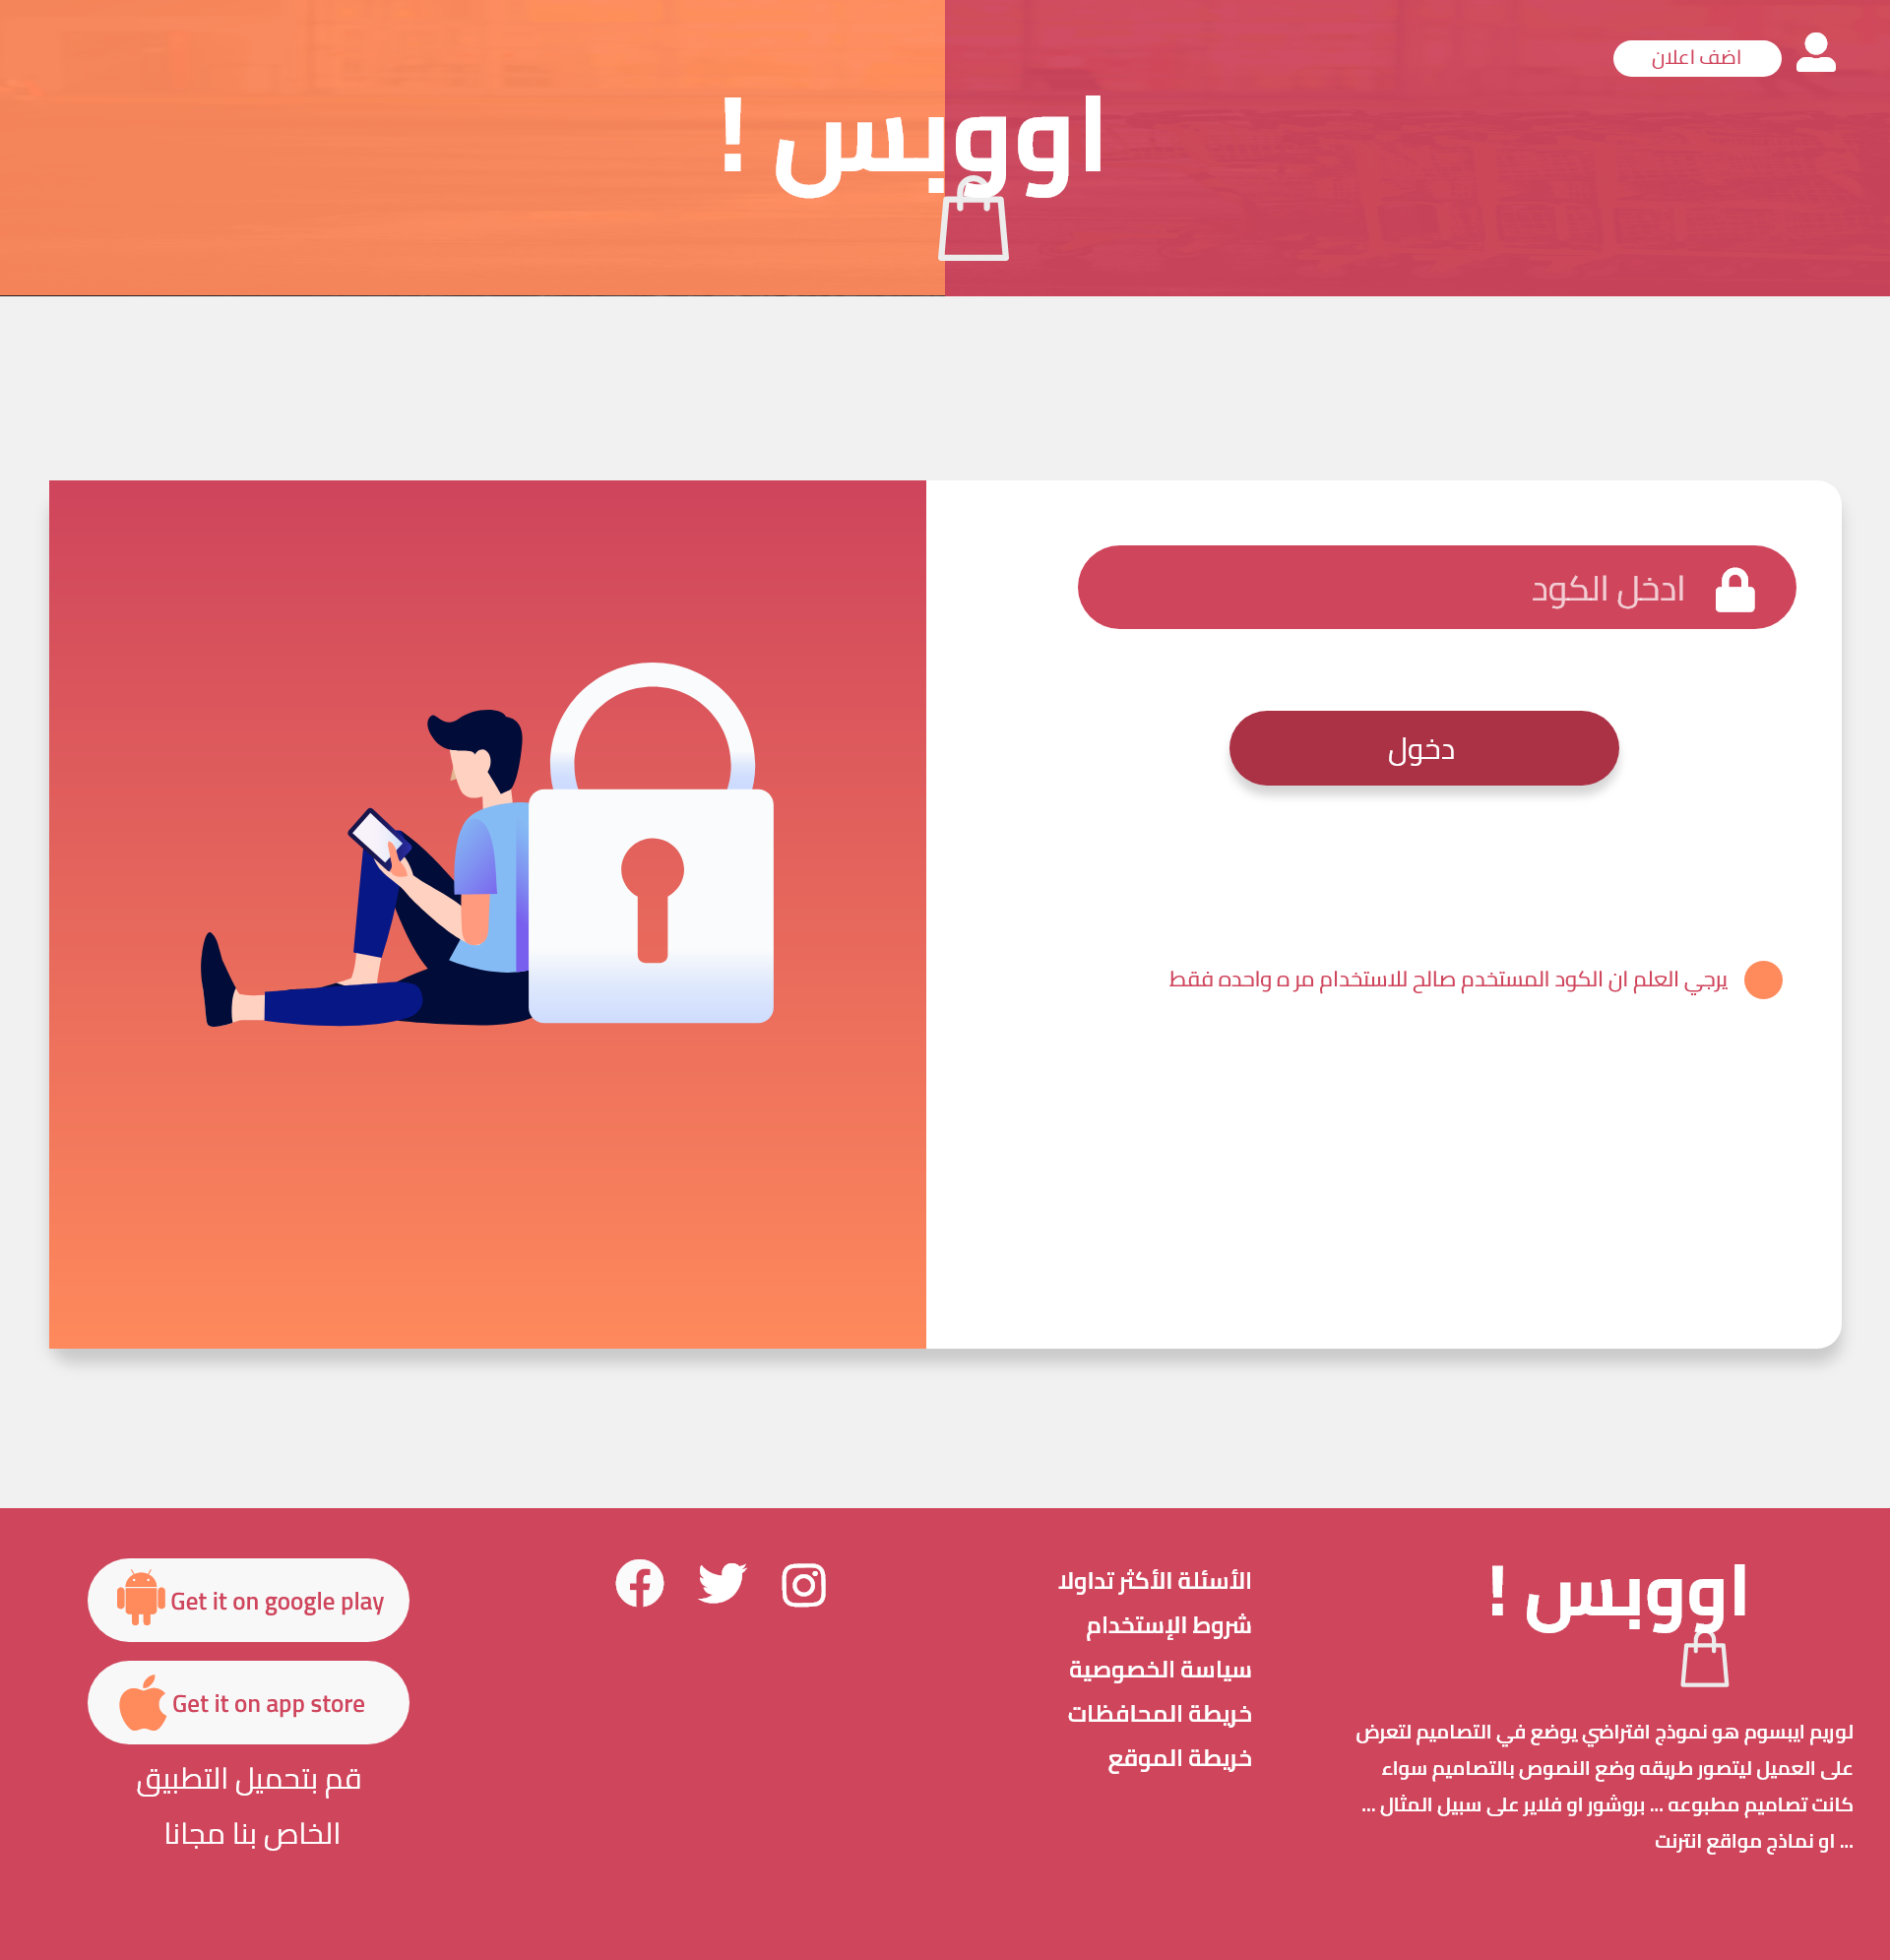 اضف اعلان
اووبس !
ادخل الكود
دخول
يرجي العلم ان الكود المستخدم صالح للاستخدام مر ه واحده فقط
اووبس !
لوريم ايبسوم هو نموذج افتراضي يوضع في التصاميم لتعرض
على العميل ليتصور طريقه وضع النصوص بالتصاميم سواء
كانت تصاميم مطبوعه ... بروشور او فلاير على سبيل المثال ...
... او نماذج مواقع انترنت
الأسئلة الأكثر تداولا
شروط الإستخدام
سياسة الخصوصية
خريطة المحافظات
خريطة الموقع
Get it on google play
Get it on app store
قم بتحميل التطبيق
الخاص بنا مجانا